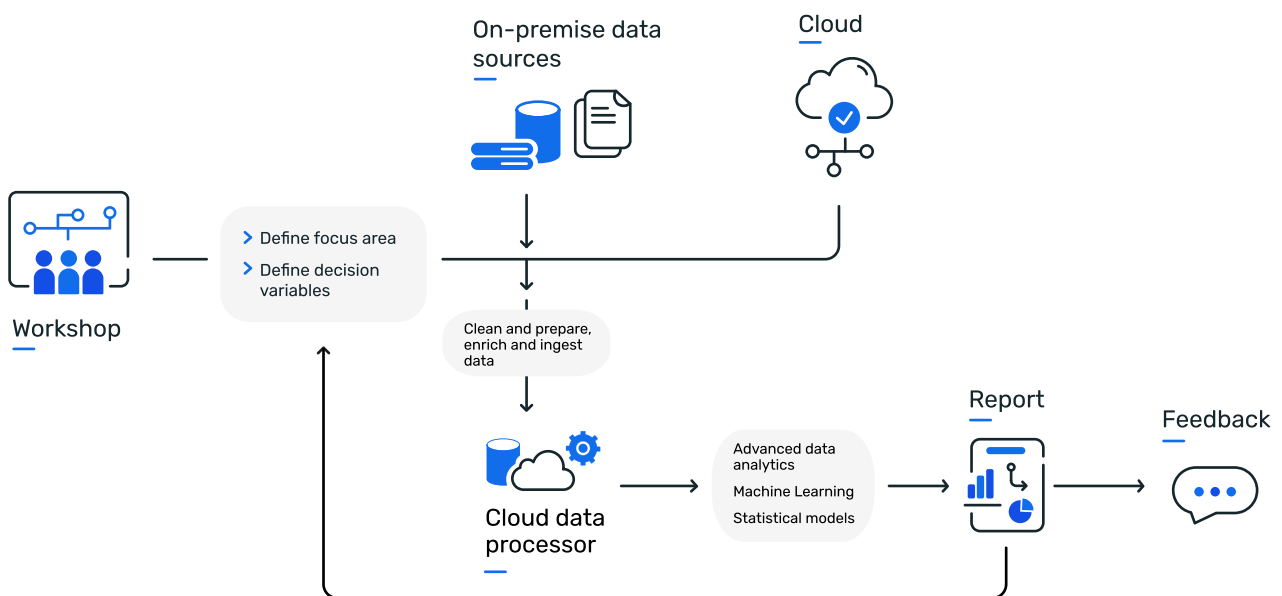 On-premise data
sources
Cloud
Workshop
Define focus area
Define decision
variables
Clean and prepare,
enrich and ingest
data
Cloud data
processor
Advanced data
analytics
Machine Learning
Statistical models
Report
Feedback